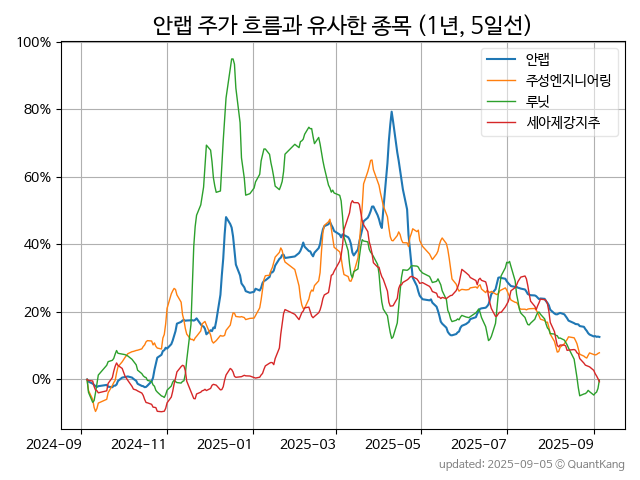 안랩 주가 흐름과 유사한 종목 (1년, 5일선)
안랩
주성엔지니어링
루닛
세아제강지주
100%
80%
60%
40%
20%
0%
2024-09 2024-11 2025-01 2025-03 2025-05 2025-07 2025-09
updated: 2025-09-05 © QuantKang